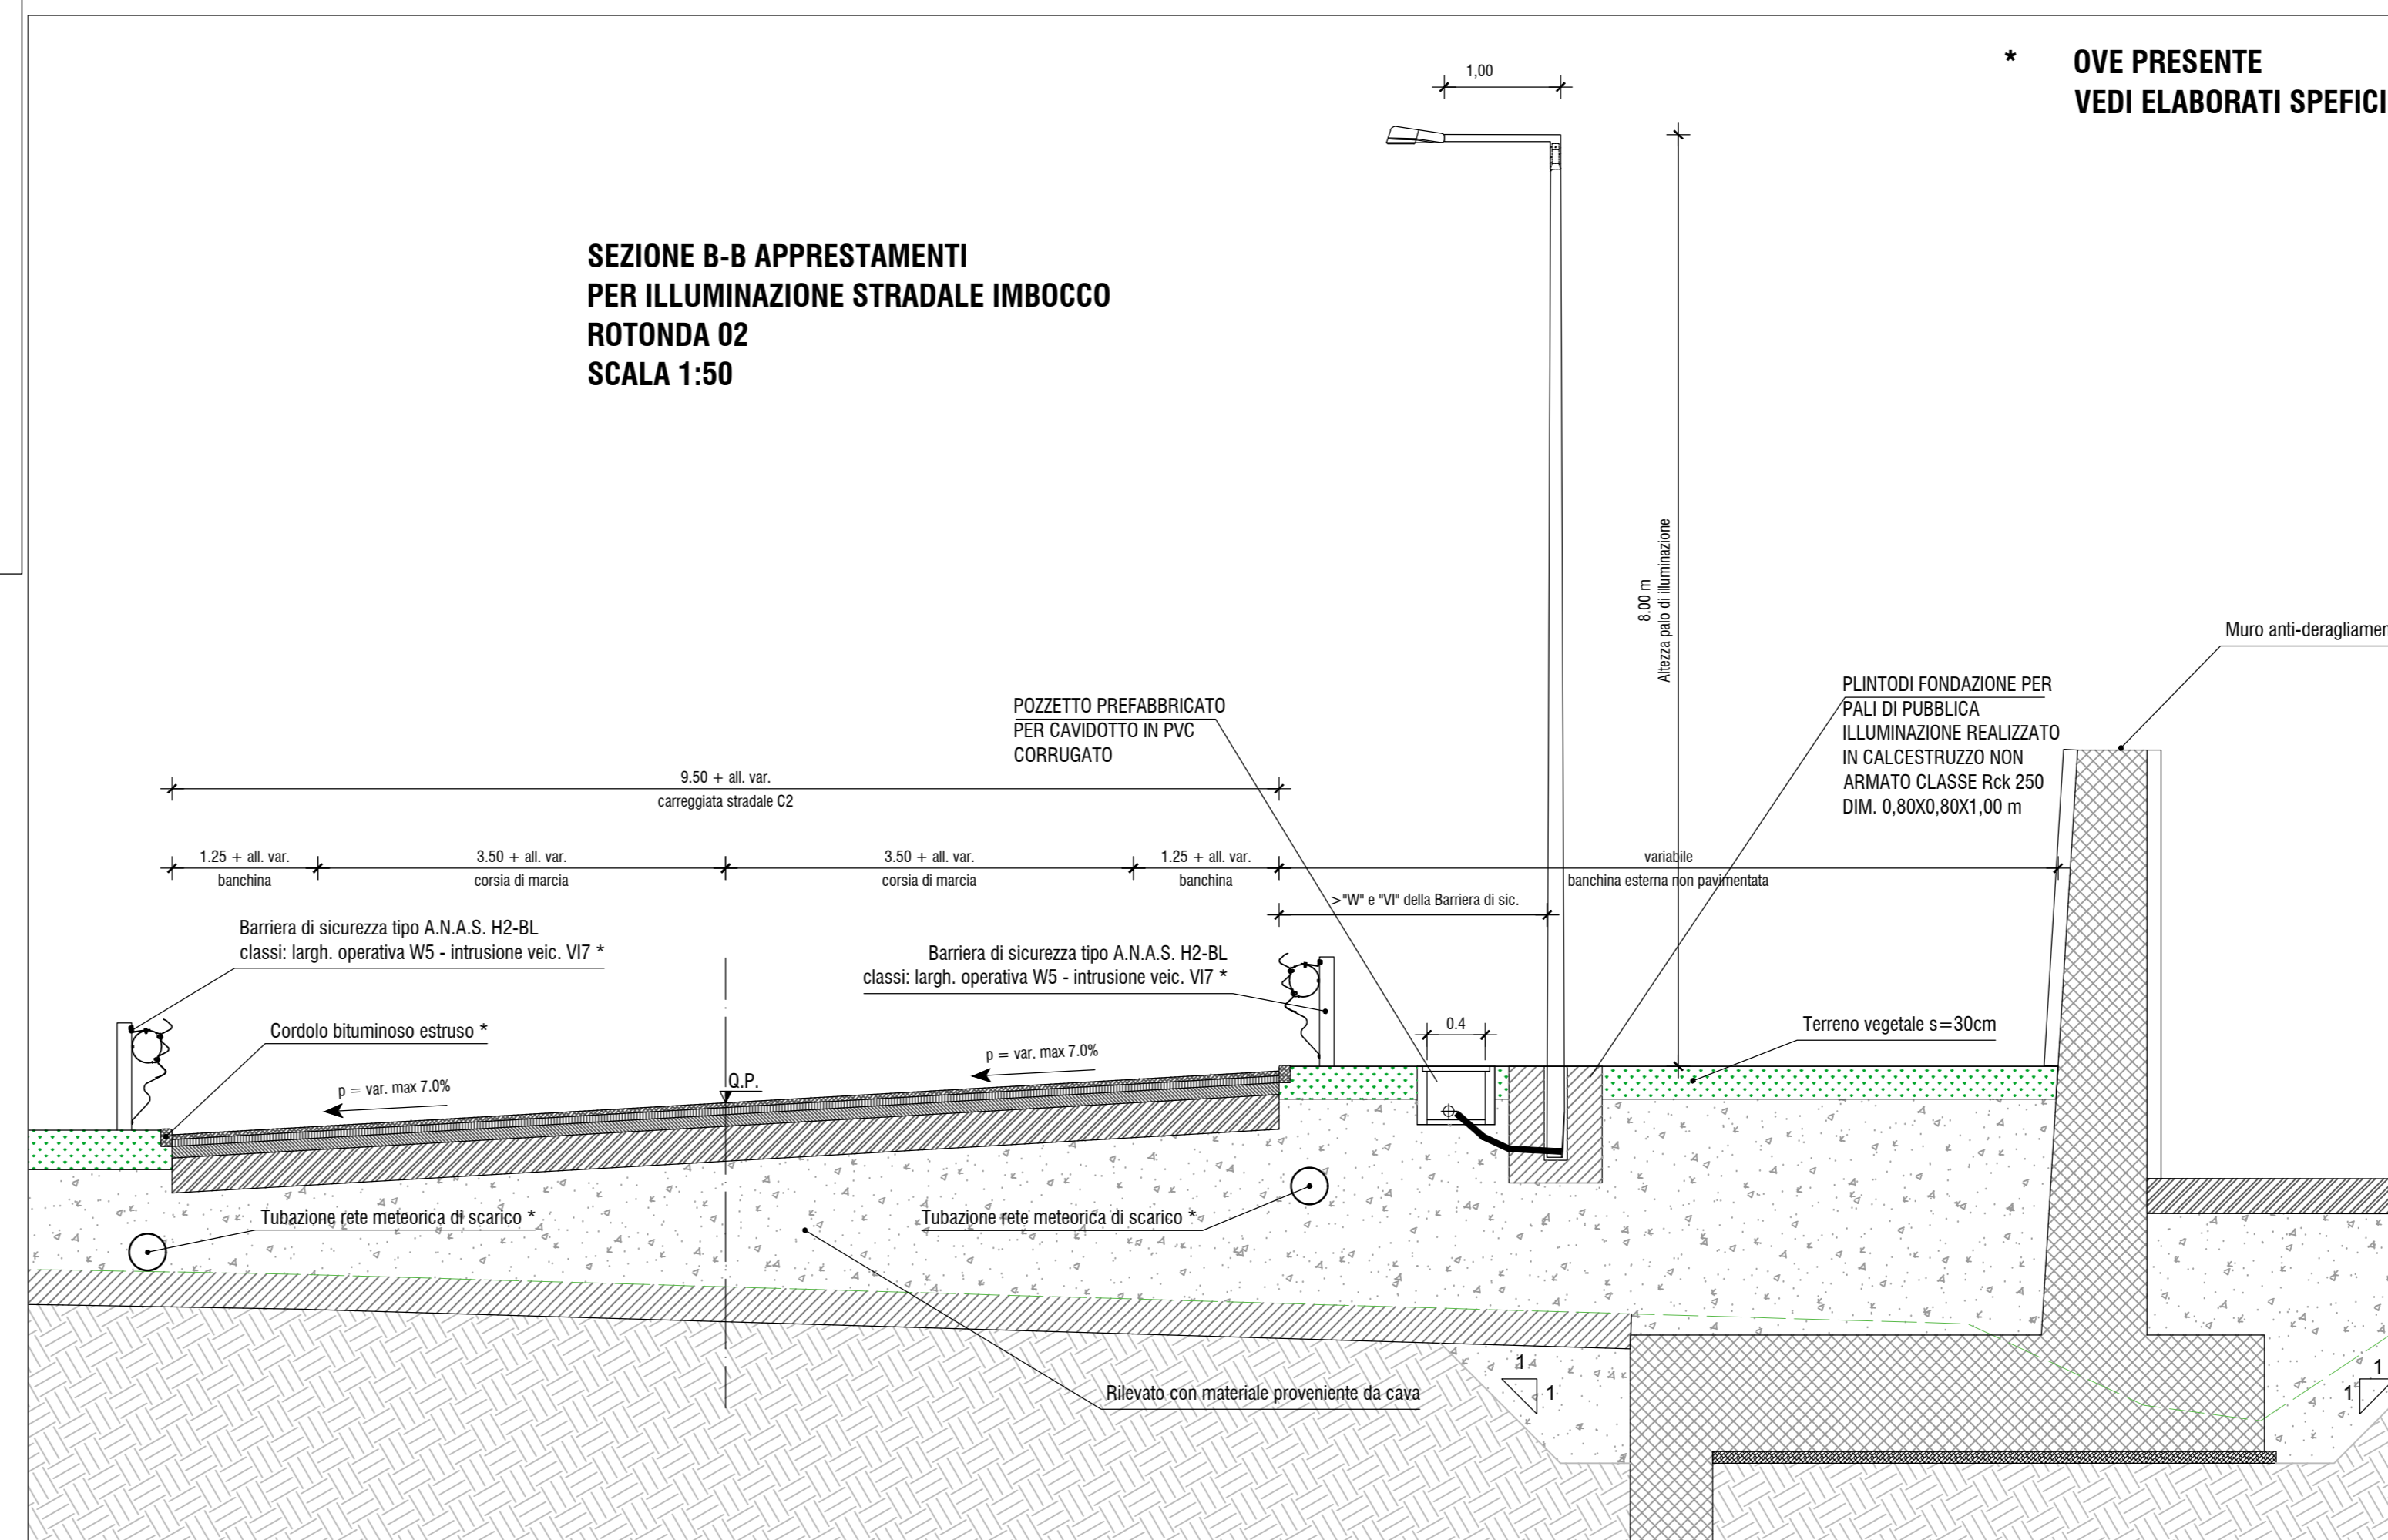 * OVE PRESENTE
VEDI ELABORATI SPEFICI
1,00
SEZIONE B-B APPRESTAMENTI
PER ILLUMINAZIONE STRADALE IMBOCCO
ROTONDA 02
SCALA 1:50
8.00 m
Altezza palo di illuminazione
Muro anti-deragliamen
POZZETTO PREFABBRICATO
PER CAVIDOTTO IN PVC
CORRUGATO
PLINTODI FONDAZIONE PER
PALI DI PUBBLICA
ILLUMINAZIONE REALIZZATO
IN CALCESTRUZZO NON
ARMATO CLASSE Rck 250
DIM. 0,80X0,80X1,00 m
9.50 + all. var.
carreggiata stradale C2
1.25 + all. var.
banchina
3.50 + all. var.
corsia di marcia
3.50 + all. var.
corsia di marcia
1.25 + all. var.
banchina
variabile
banchina esterna non pavimentata
>"W" e "VI" della Barriera di sic.
Barriera di sicurezza tipo A.N.A.S. H2-BL
classi: largh. operativa W5 - intrusione veic. VI7 *
Barriera di sicurezza tipo A.N.A.S. H2-BL
classi: largh. operativa W5 - intrusione veic. VI7 *
Cordolo bituminoso estruso *
0.4
Terreno vegetale s=30cm
p = var. max 7.0%
p = var. max 7.0%
Q.P.
Tubazione rete meteorica di scarico *
Tubazione rete meteorica di scarico *
Rilevato con materiale proveniente da cava
1
1
1
1